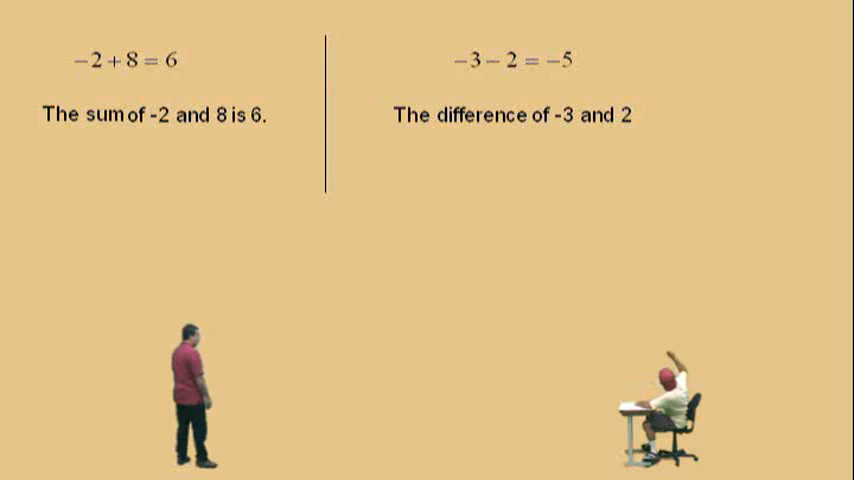 −2 + 8 = 6
The sum of -2 and 8 is 6.
−3 − 2 = −5
The difference of -3 and 2